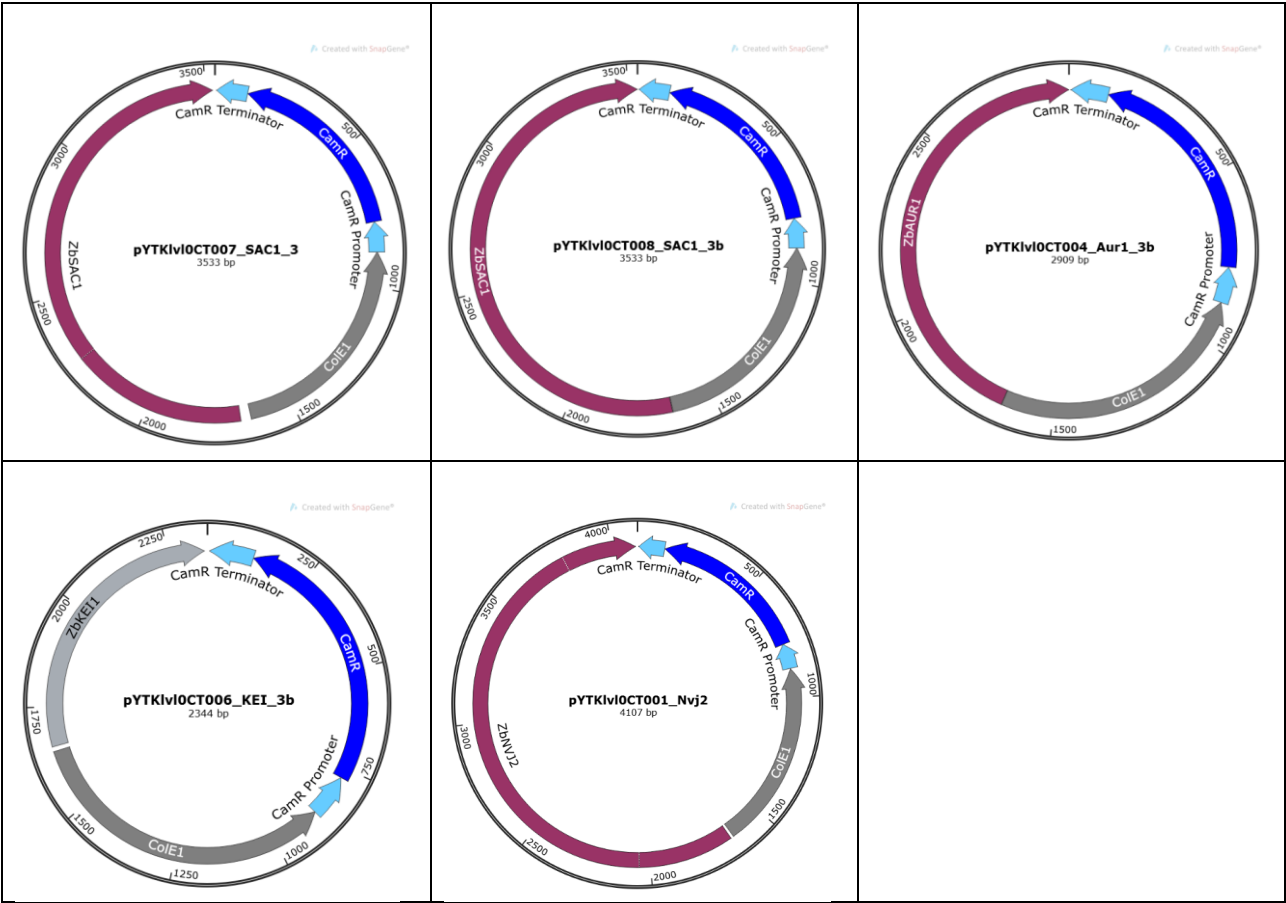 Created with SnapGene®
3500
CamR Terminator
CamR
500
3000
CamR Promoter
pYTKlvl0CT007_SAC1_3
3533 bp
ZbSAC1
1000
2500
ColE1
1500
2000
Created with SnapGene®
3500
CamR Terminator
CamR
500
3000
CamR Promoter
pYTKlvl0CT008_SAC1_3b
3533 bp
ZbSAC1
1000
2500
ColE1
1500
2000
Created with SnapGene®
CamR Terminator
CamR
500
2500
ZbAUR1
pYTKlvl0CT004_Aur1_3b
2909 bp
CamR Promoter
2000
1000
ColE1
1500
Created with SnapGene®
2250
CamR Terminator
250
2000
ZbKEI1
CamR
500
pYTKlvl0CT006_KEI_3b
2344 bp
1750
CamR Promoter
750
1500
ColE1
1000
1250
Created with SnapGene®
4000
CamR Terminator
CamR
500
3500
CamR Promoter
pYTKlvl0CT001_Nvj2
4107 bp
1000
3000
ZbNVJ2
ColE1
1500
2500
2000